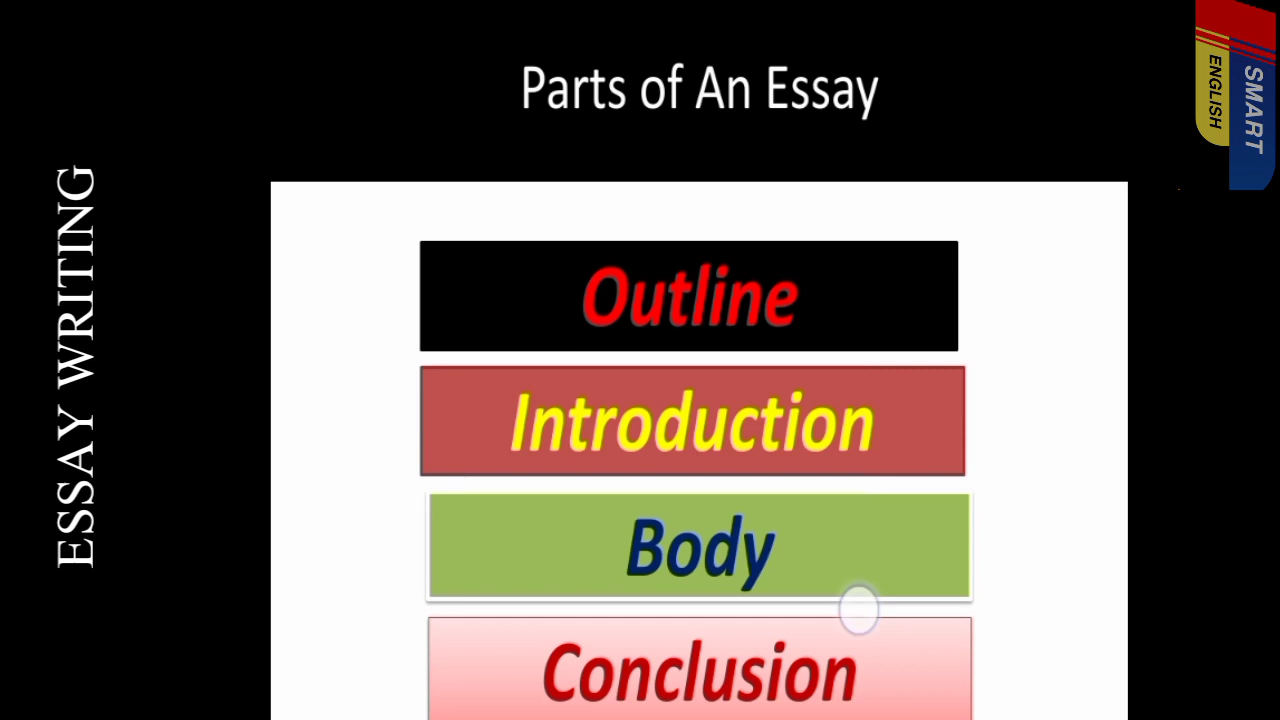 Parts of An Essay
SMART
ENGLISH
ESSAY WRITING
Outline
Introduction
Body
Conclusion